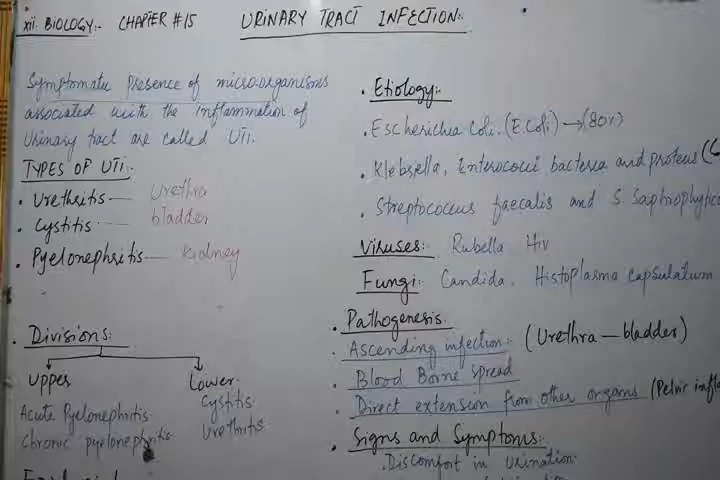 xii. BIOLOGY:- CHAPTER #15 URINARY TRACT INFECTION:-
Symptomatic presence of micro-organisms
associated with the inflammation of
Urinary tract are called UTI.
TYPES OF UTI:-
• Urethritis — Urethra
• Cystitis — bladder
• Pyelonephritis — Kidney
• Divisions:
Upper Lower:
Acute Pyelonephritis Cystitis
Chronic pyelonephritis Urethritis
• Etiology:-
• Escherichia Coli. (E.Coli) → (80%)
• Klebsella, Enterococci bacteria and proteus (
• Streptococcus faecalis and S. Saphrophytic
Viruses:- Rubella HIV
Fungi: Candida. Histoplasma capsulatum
• Pathogenesis.
• Ascending infection:- (Urethra — bladder)
• Blood Borne spread
• Direct extension from other organs (Pelvic infl
• Signs and Symptoms:
• Discomfort in Urination.